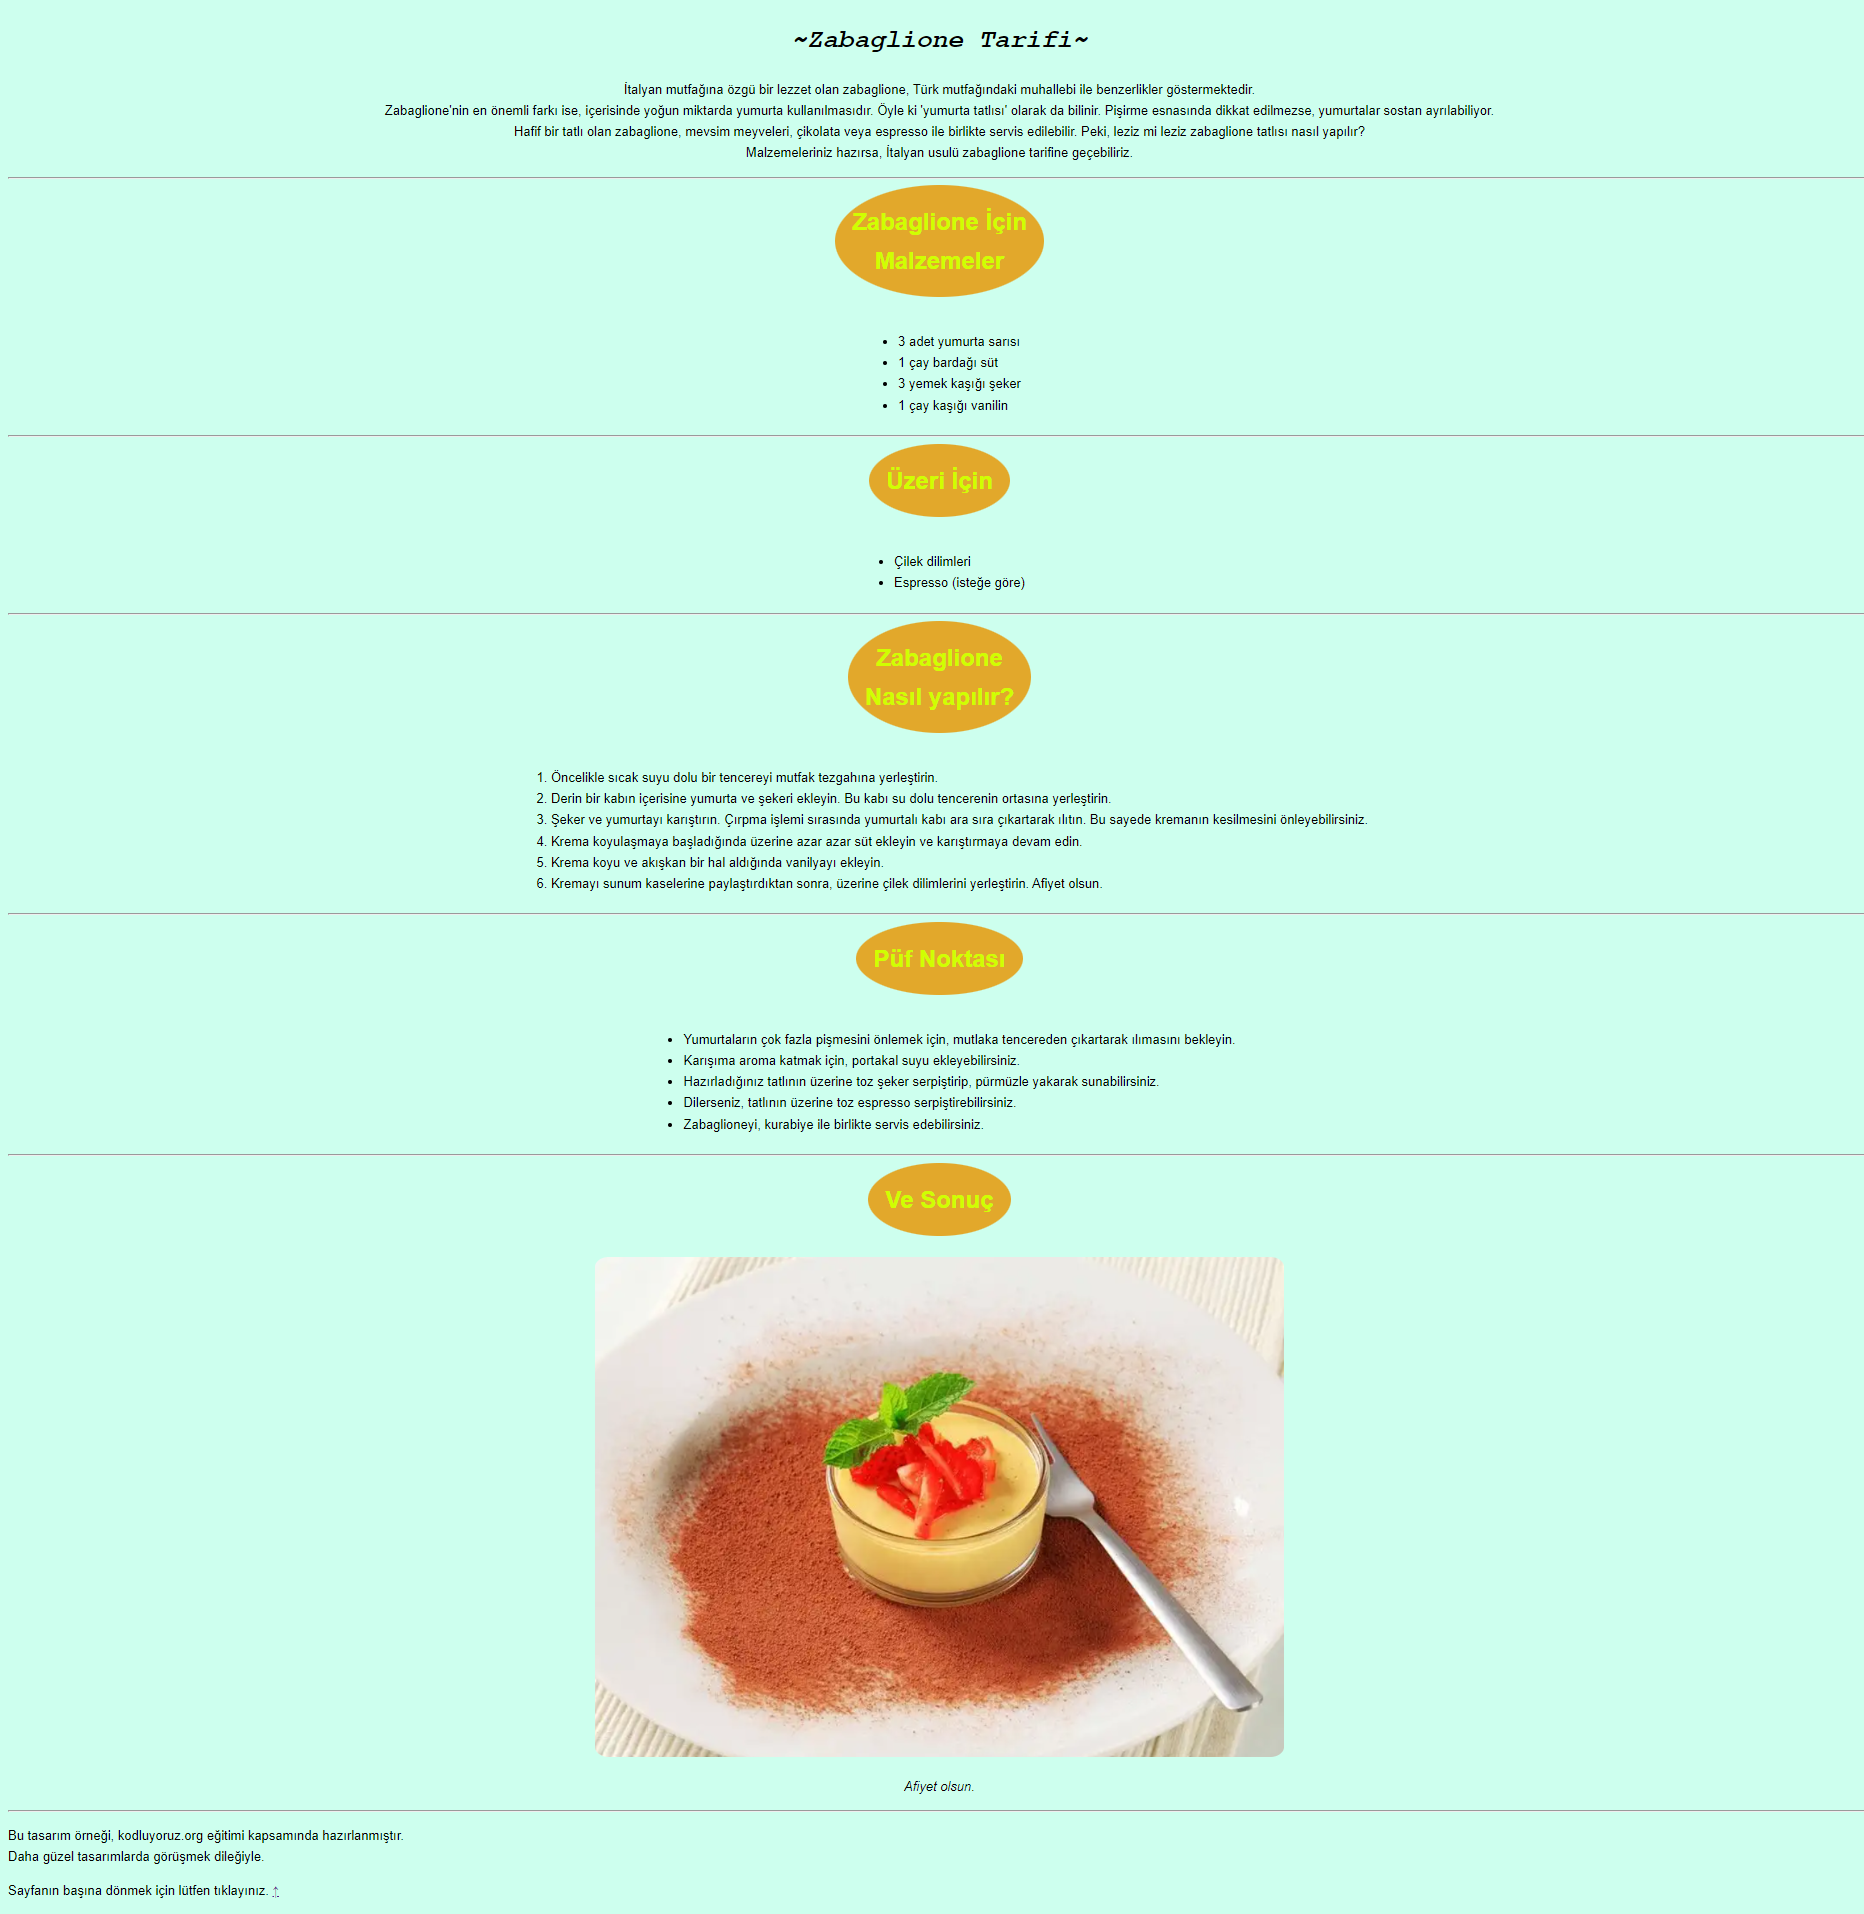 ~Zabaglione Tarifi~
İtalyan mutfağına özgü bir lezzet olan zabaglione, Türk mutfağındaki muhallebi ile benzerlikler göstermektedir.
Zabaglione'nin en önemli farkı ise, içerisinde yoğun miktarda yumurta kullanılmasıdır. Öyle ki 'yumurta tatlısı' olarak da bilinir. Pişirme esnasında dikkat edilmezse, yumurtalar sostan ayrılabiliyor.
Hafif bir tatlı olan zabaglione, mevsim meyveleri, çikolata veya espresso ile birlikte servis edilebilir. Peki, leziz mi leziz zabaglione tatlısı nasıl yapılır?
Malzemeleriniz hazırsa, İtalyan usulü zabaglione tarifine geçebiliriz.
Zabaglione İçin
Malzemeler
• 3 adet yumurta sarısı
• 1 çay bardağı süt
• 3 yemek kaşığı şeker
• 1 çay kaşığı vanilin
Üzeri İçin
• Çilek dilimleri
• Espresso (isteğe göre)
Zabaglione
Nasıl yapılır?
1. Öncelikle sıcak suyu dolu bir tencereyi mutfak tezgahına yerleştirin.
2. Derin bir kabın içerisine yumurta ve şekeri ekleyin. Bu kabı su dolu tencerenin ortasına yerleştirin.
3. Şeker ve yumurtayı karıştırın. Çırpma işlemi sırasında yumurtalı kabı ara sıra çıkartarak ılıtın. Bu sayede kremanın kesilmesini önleyebilirsiniz.
4. Krema koyulaşmaya başladığında üzerine azar azar süt ekleyin ve karıştırmaya devam edin.
5. Krema koyu ve akışkan bir hal aldığında vanilyayı ekleyin.
6. Kremayı sunum kaselerine paylaştırdıktan sonra, üzerine çilek dilimlerini yerleştirin. Afiyet olsun.
Püf Noktası
• Yumurtaların çok fazla pişmesini önlemek için, mutlaka tencereden çıkartarak ılımasını bekleyin.
• Karışıma aroma katmak için, portakal suyu ekleyebilirsiniz.
• Hazırladığınız tatlının üzerine toz şeker serpiştirip, pürmüzle yakarak sunabilirsiniz.
• Dilerseniz, tatlının üzerine toz espresso serpiştirebilirsiniz.
• Zabaglioneyi, kurabiye ile birlikte servis edebilirsiniz.
Ve Sonuç
Afiyet olsun.
Bu tasarım örneği, kodluyoruz.org eğitimi kapsamında hazırlanmıştır.
Daha güzel tasarımlarda görüşmek dileğiyle.
Sayfanın başına dönmek için lütfen tıklayınız. ↑